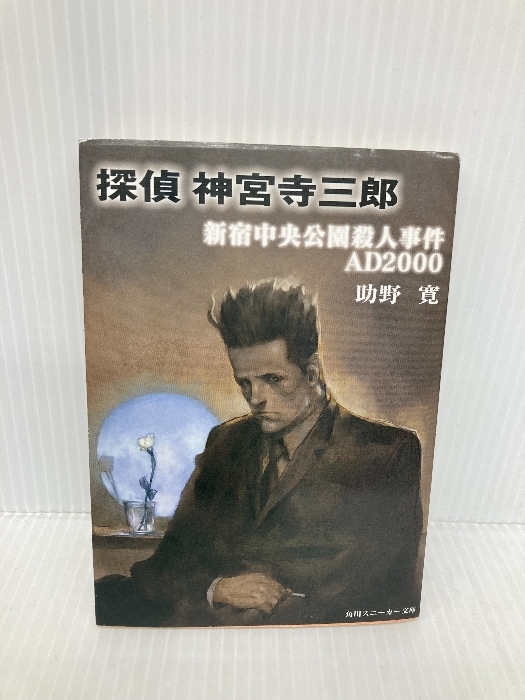 探偵 神宮寺三郎
新宿中央公園殺人事件
AD2000
助野 寛
角川スニーカー文庫